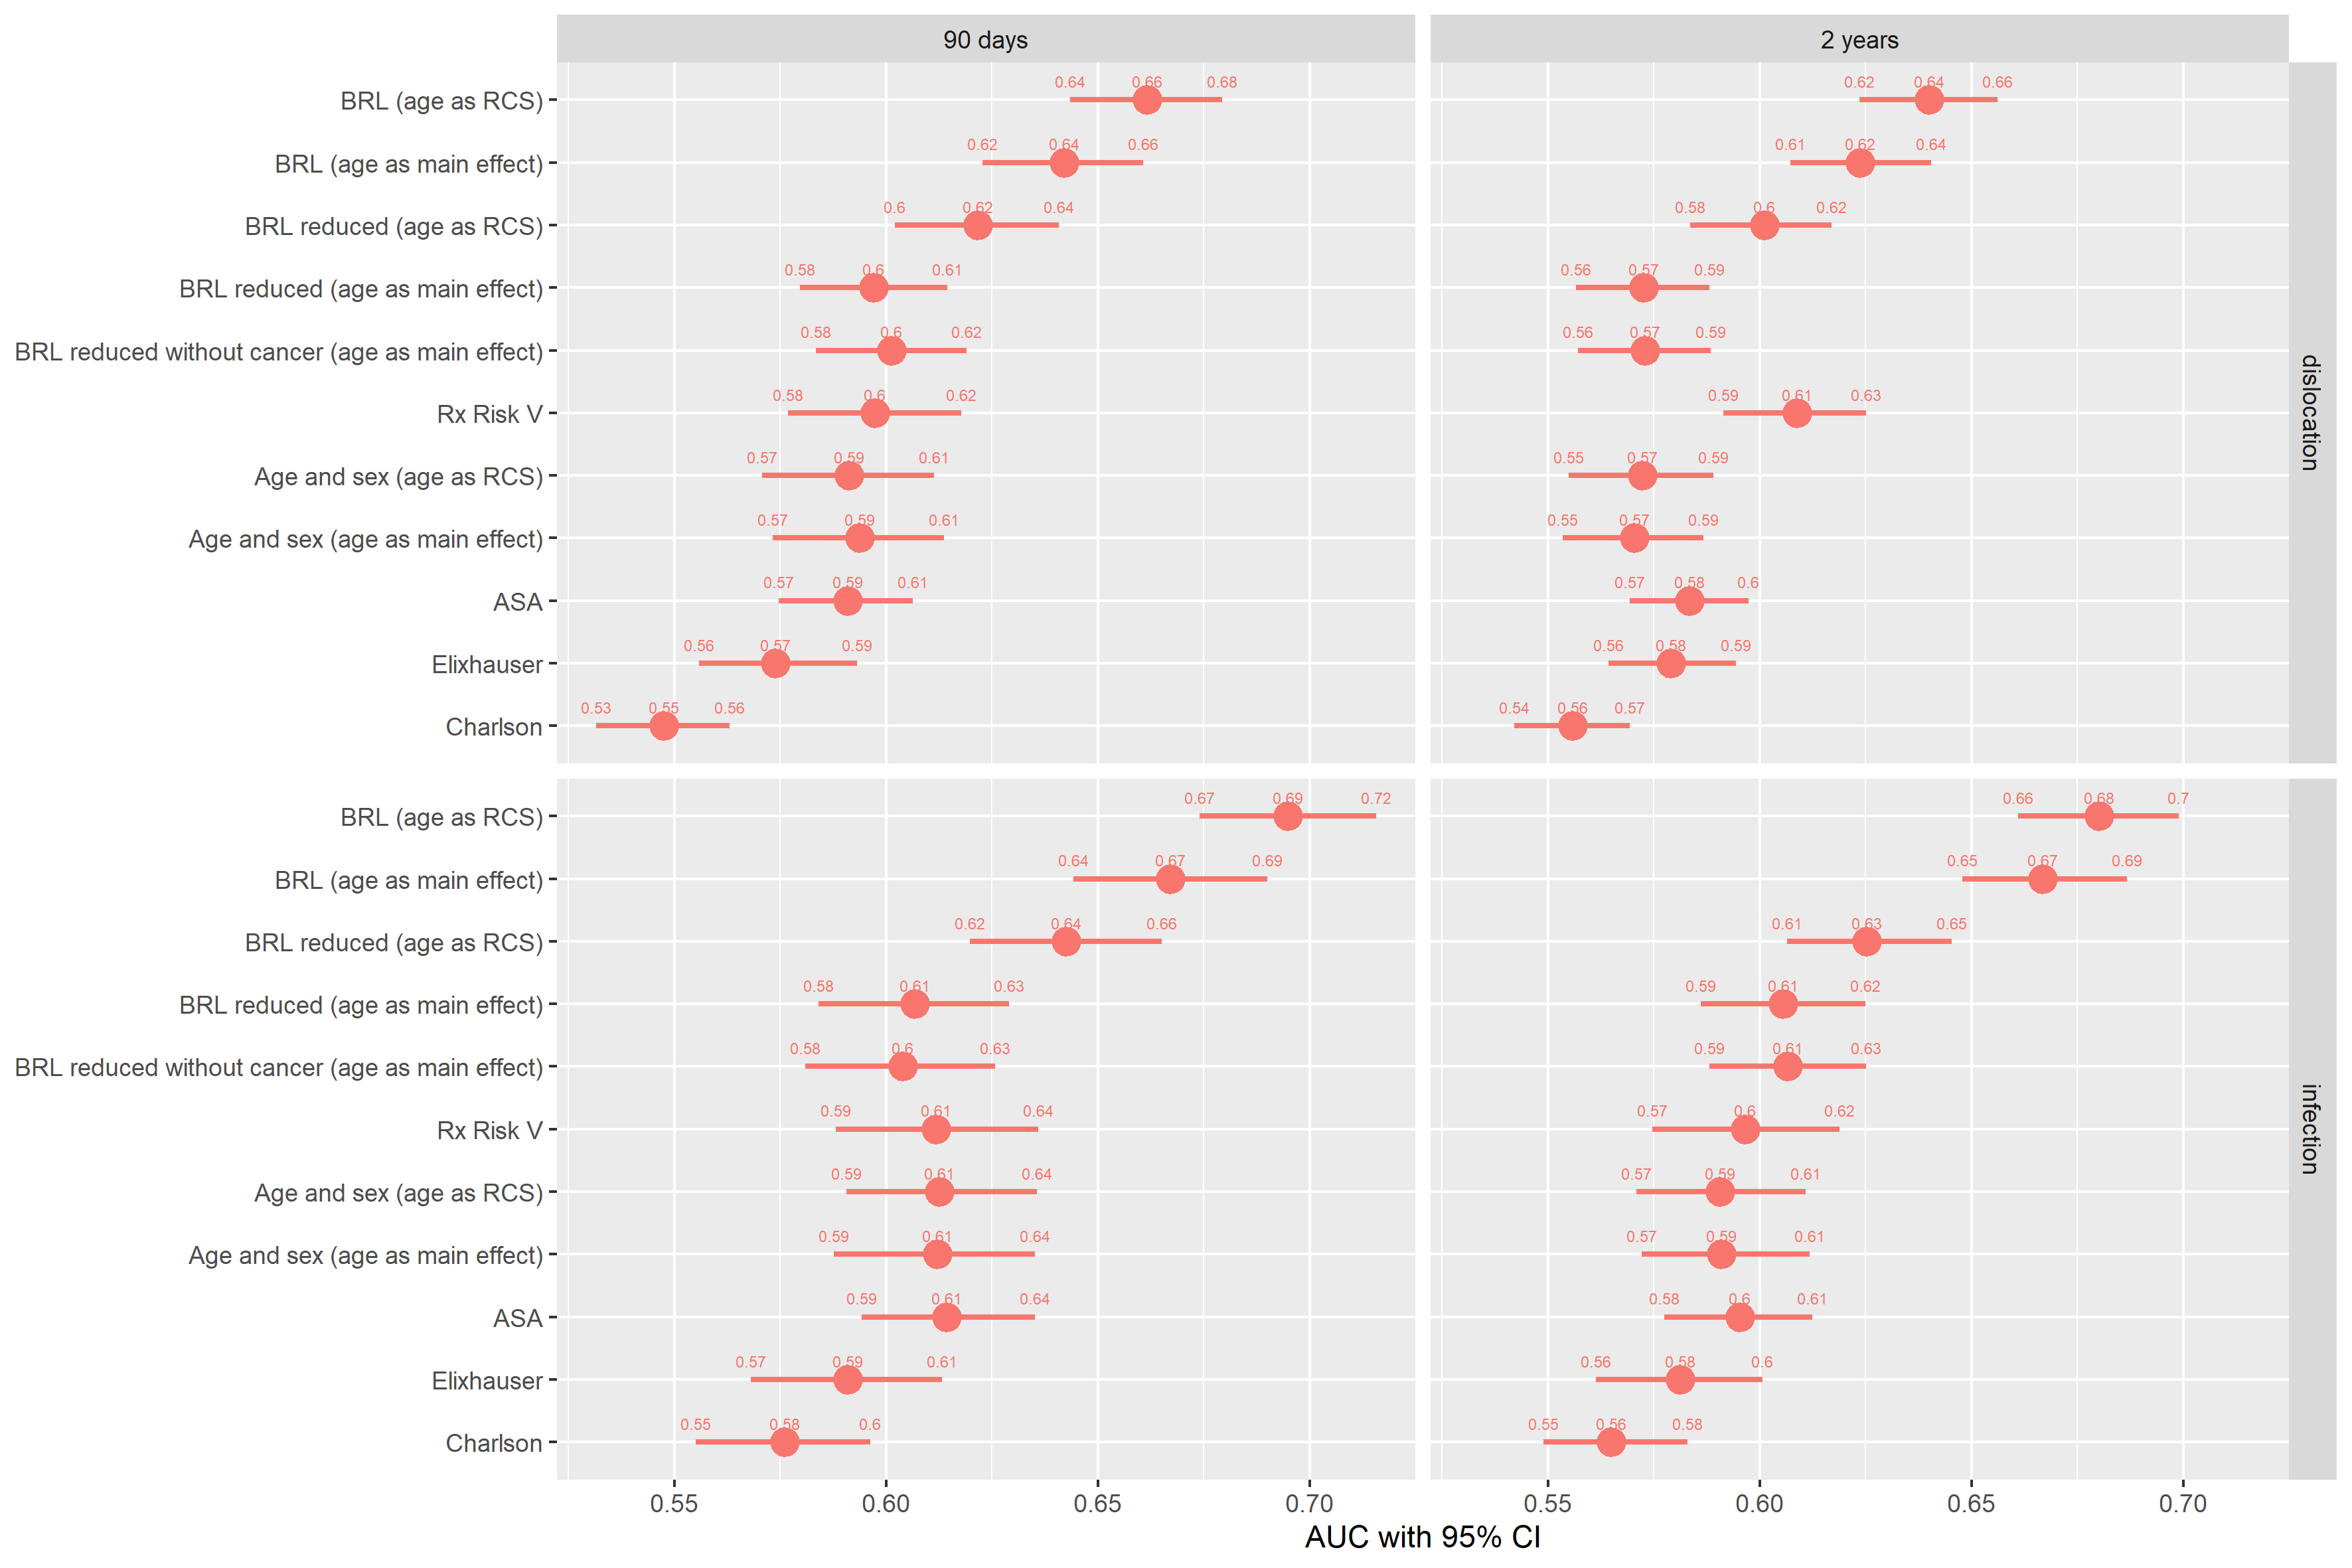 90 days
2 years
BRL (age as RCS)
0.64 0.66 0.68
0.62 0.64 0.66
BRL (age as main effect)
0.62 0.64 0.66
0.61 0.62 0.64
BRL reduced (age as RCS)
0.6 0.62 0.64
0.58 0.6 0.62
BRL reduced (age as main effect)
0.58 0.6 0.61
0.56 0.57 0.59
BRL reduced without cancer (age as main effect)
0.58 0.6 0.62
0.56 0.57 0.59
Rx Risk V
0.58 0.6 0.62
0.59 0.61 0.63
Age and sex (age as RCS)
0.57 0.59 0.61
0.55 0.57 0.59
Age and sex (age as main effect)
0.57 0.59 0.61
0.55 0.57 0.59
ASA
0.57 0.59 0.61
0.57 0.58 0.6
Elixhauser
0.56 0.57 0.59
0.56 0.58 0.59
Charlson
0.53 0.55 0.56
0.54 0.56 0.57
dislocation
BRL (age as RCS)
0.67 0.69 0.72
0.66 0.68 0.7
BRL (age as main effect)
0.64 0.67 0.69
0.65 0.67 0.69
BRL reduced (age as RCS)
0.62 0.64 0.66
0.61 0.63 0.65
BRL reduced (age as main effect)
0.58 0.61 0.63
0.59 0.61 0.62
BRL reduced without cancer (age as main effect)
0.58 0.6 0.63
0.59 0.61 0.63
Rx Risk V
0.59 0.61 0.64
0.57 0.6 0.62
Age and sex (age as RCS)
0.59 0.61 0.64
0.57 0.59 0.61
Age and sex (age as main effect)
0.59 0.61 0.64
0.57 0.59 0.61
ASA
0.59 0.61 0.64
0.58 0.6 0.61
Elixhauser
0.57 0.59 0.61
0.56 0.58 0.6
Charlson
0.55 0.58 0.6
0.55 0.56 0.58
infection
0.55 0.60 0.65 0.70
0.55 0.60 0.65 0.70
AUC with 95% CI